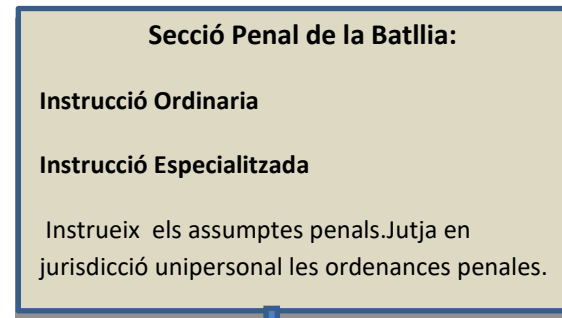 Secció Penal de la Batllia:
Instrucció Ordinaria
Instrucció Especialitzada
Instrueix els assumptes penals.Jutja en
jurisdicció unipersonal les ordenances penales.